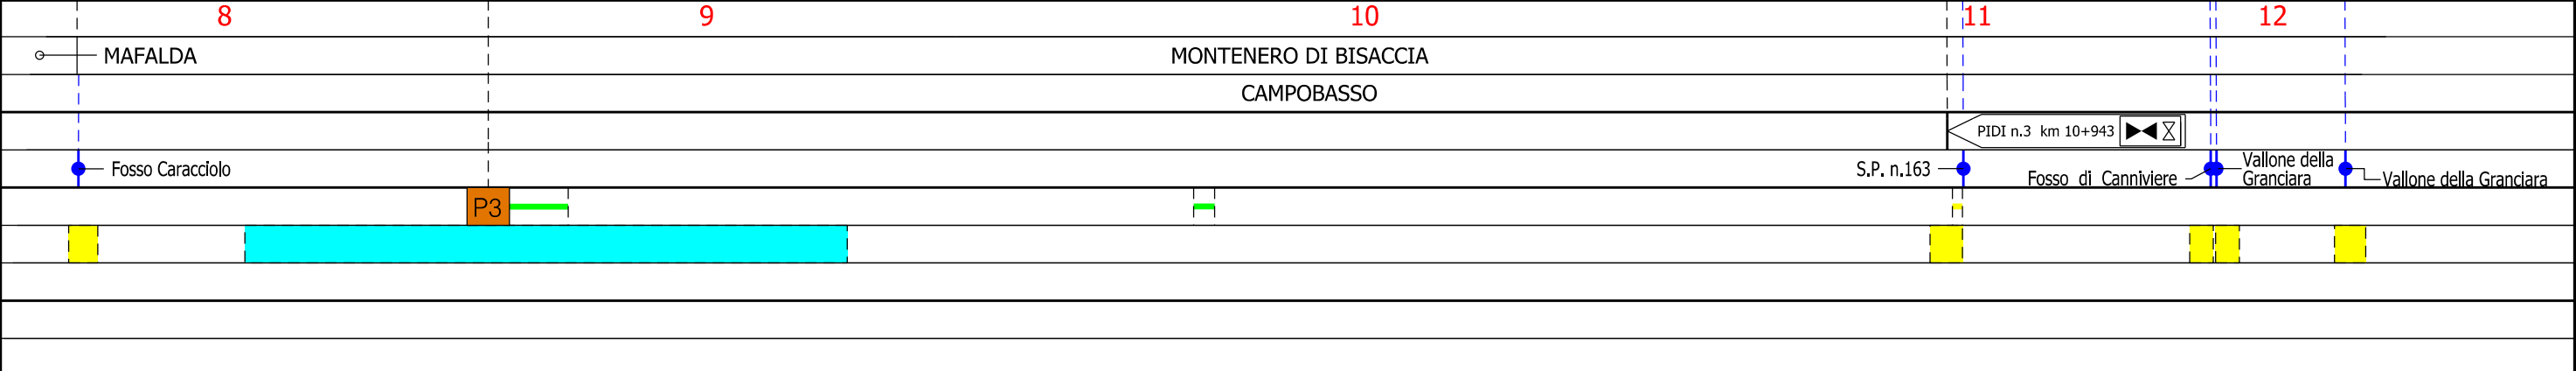 8 9 10 11 12
MAFALDA MONTENERO DI BISACCIA
CAMPOBASSO
PIDI n.3 km 10+943
Fosso Caracciolo S.P. n.163 Fosso di Canniviere Vallone della
Granciara Vallone della Granciara
P3